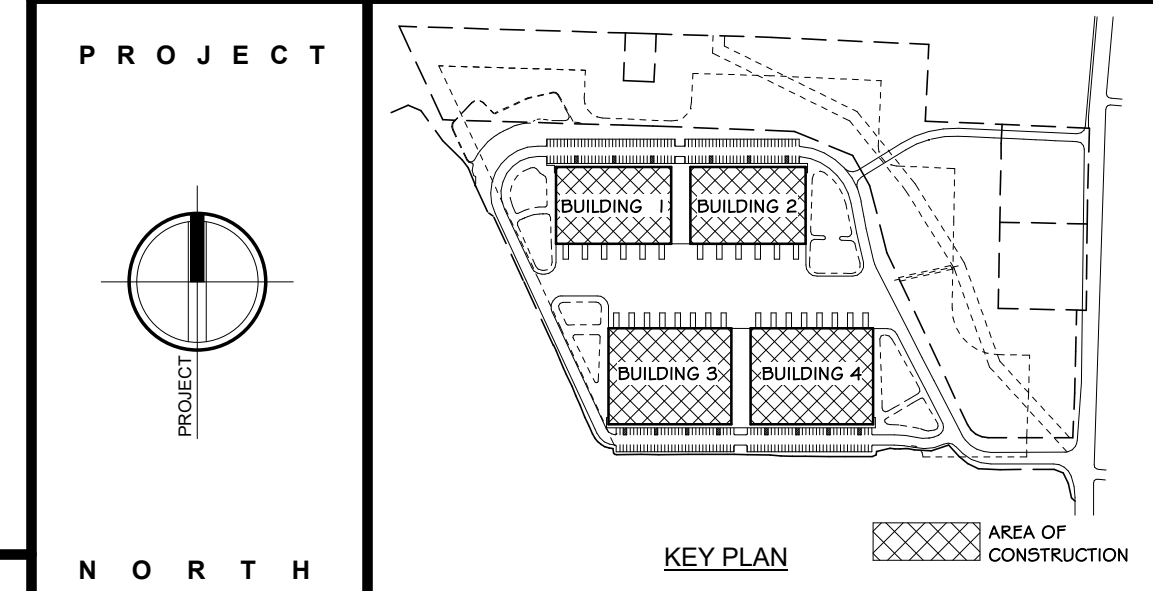 P R O J E C T
PROJECT
N O R T H
BUILDING 1
BUILDING 2
BUILDING 3
BUILDING 4
KEY PLAN
AREA OF
CONSTRUCTION